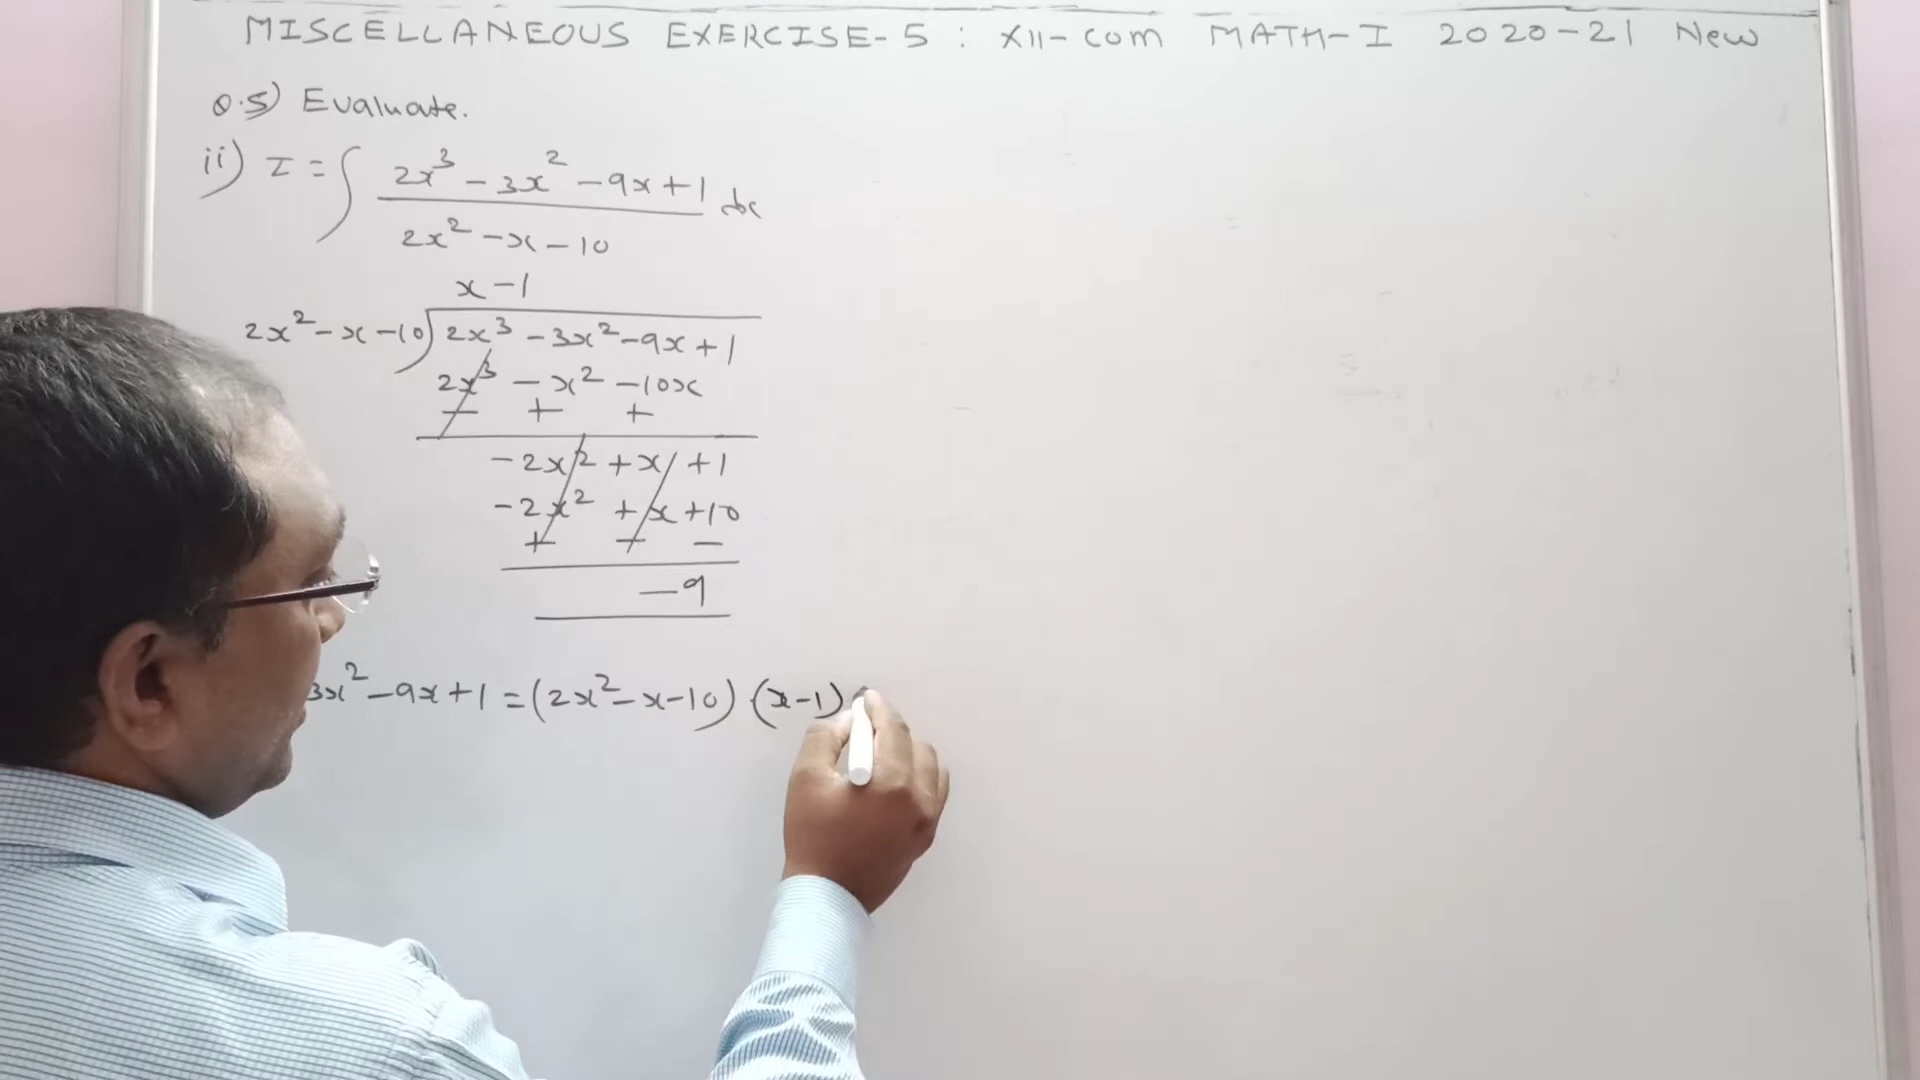 MISCELLANEOUS EXERCISE-5 : XII-COM MATH-I 2020-21 New
Q.5) Evaluate.
ii) I = ∫ (2x³ - 3x² - 9x + 1) / (2x² - x - 10) dx
x - 1
2x² - x - 10 ) 2x³ - 3x² - 9x + 1
2x³ - x² - 10x
- + +
- 2x² + x + 1
- 2x² + x + 10
+ - -
- 9
3x² - 9x + 1 = (2x² - x - 10) (x - 1)